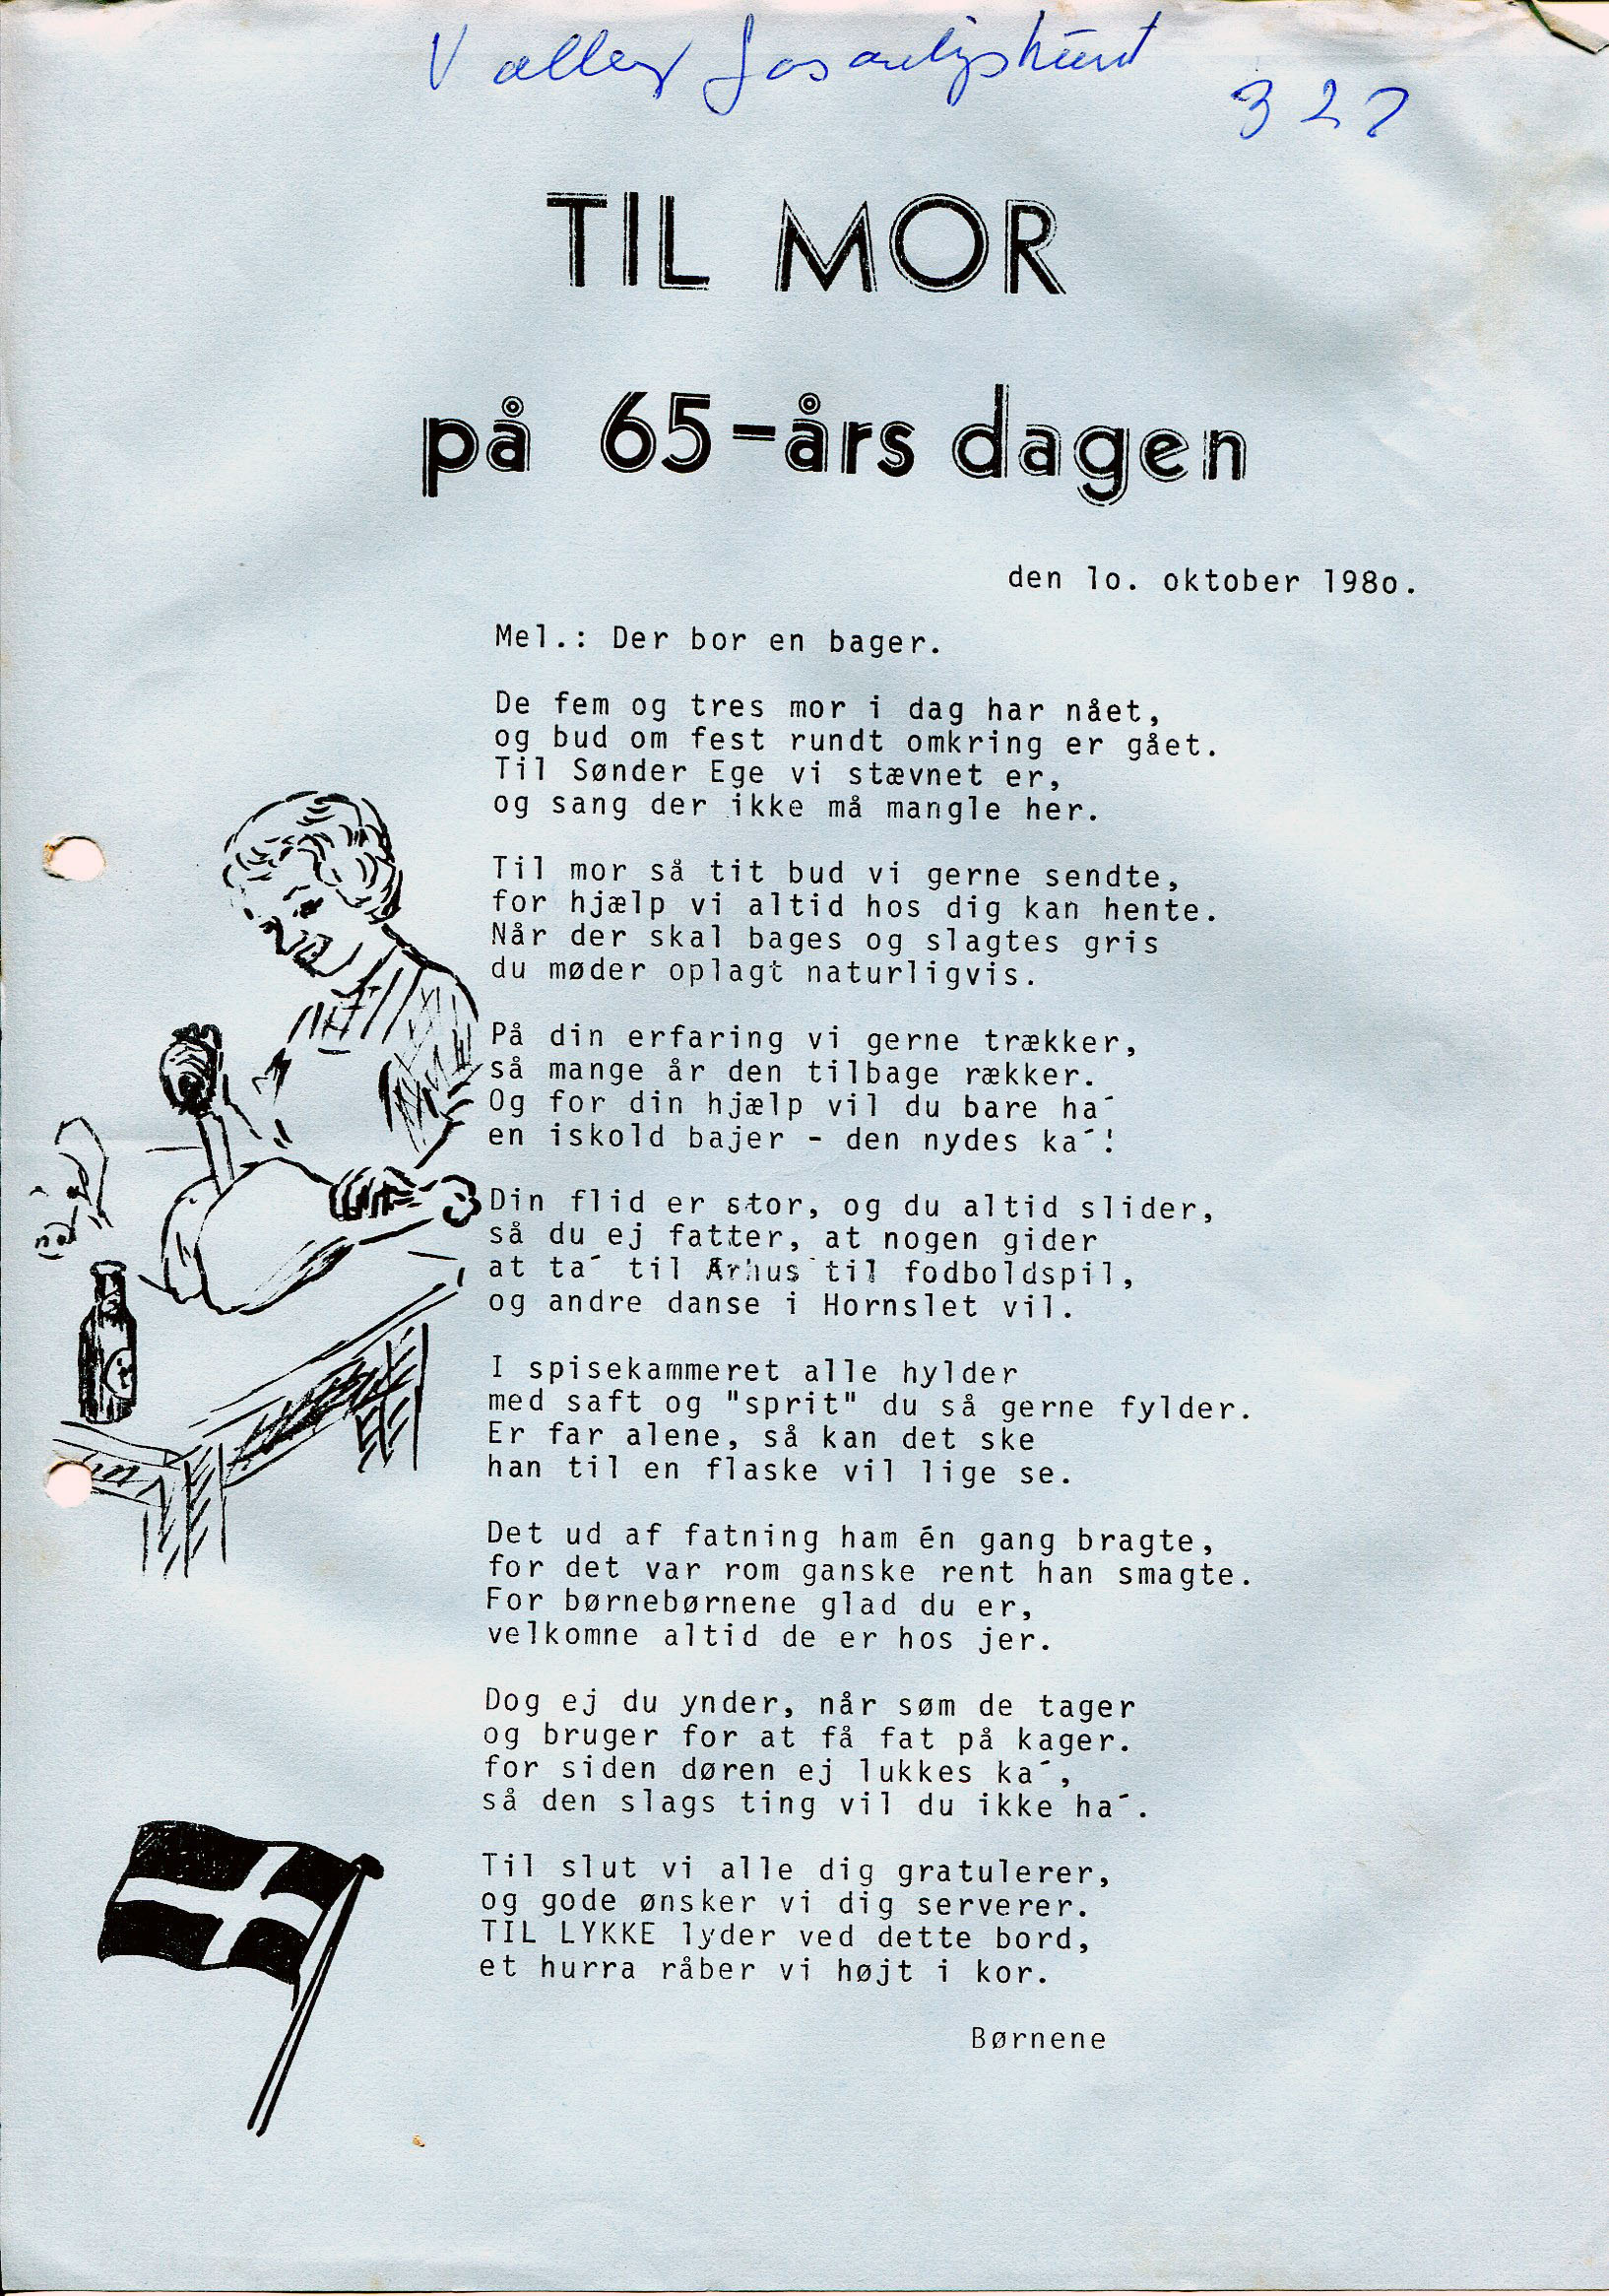 327
TIL MOR
på 65-års dagen
den 1o. oktober 198o.
Mel.: Der bor en bager.
De fem og tres mor i dag har nået,
og bud om fest rundt omkring er gået.
Til Sønder Ege vi stævnet er,
og sang der ikke må mangle her.
Til mor så tit bud vi gerne sendte,
for hjælp vi altid hos dig kan hente.
Når der skal bages og slagtes gris
du møder oplagt naturligvis.
På din erfaring vi gerne trækker,
så mange år den tilbage rækker.
Og for din hjælp vil du bare ha´
en iskold bajer - den nydes ka´!
Din flid er stor, og du altid slider,
så du ej fatter, at nogen gider
at ta´ til Århus til fodboldspil,
og andre danse i Hornslet vil.
I spisekammeret alle hylder
med saft og "sprit" du så gerne fylder.
Er far alene, så kan det ske
han til en flaske vil lige se.
Det ud af fatning ham én gang bragte,
for det var rom ganske rent han smagte.
For børnebørnene glad du er,
velkomne altid de er hos jer.
Dog ej du ynder, når søm de tager
og bruger for at få fat på kager.
for siden døren ej lukkes ka´,
så den slags ting vil du ikke ha´.
Til slut vi alle dig gratulerer,
og gode ønsker vi dig serverer.
TIL LYKKE lyder ved dette bord,
et hurra råber vi højt i kor.
Børnene